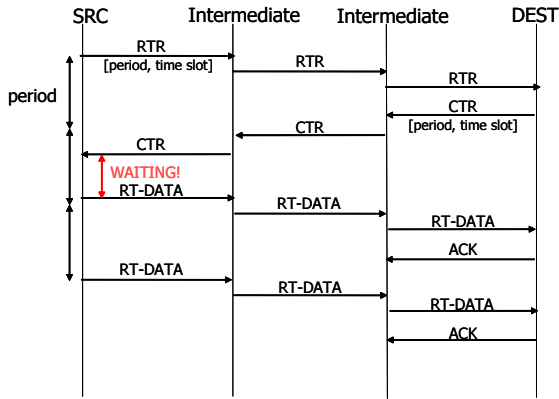 SRC
Intermediate
Intermediate
DEST
RTR
[period, time slot]
RTR
RTR
period
CTR
[period, time slot]
CTR
CTR
WAITING!
RT-DATA
RT-DATA
RT-DATA
ACK
RT-DATA
RT-DATA
RT-DATA
ACK